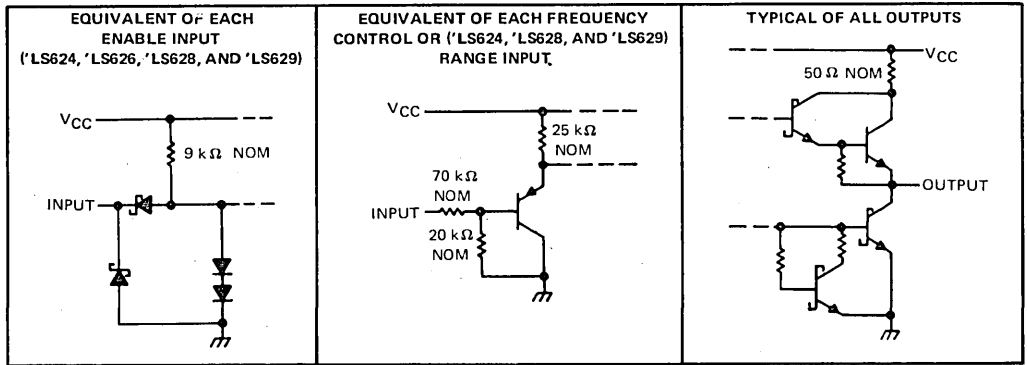 EQUIVALENT OF EACH
ENABLE INPUT
('LS624, 'LS626, 'LS628, AND 'LS629)
VCC
9 kΩ NOM
INPUT
EQUIVALENT OF EACH FREQUENCY
CONTROL OR ('LS624, 'LS628, AND 'LS629)
RANGE INPUT
VCC
25 kΩ
NOM
70 kΩ
NOM
INPUT
20 kΩ
NOM
TYPICAL OF ALL OUTPUTS
VCC
50 Ω NOM
OUTPUT